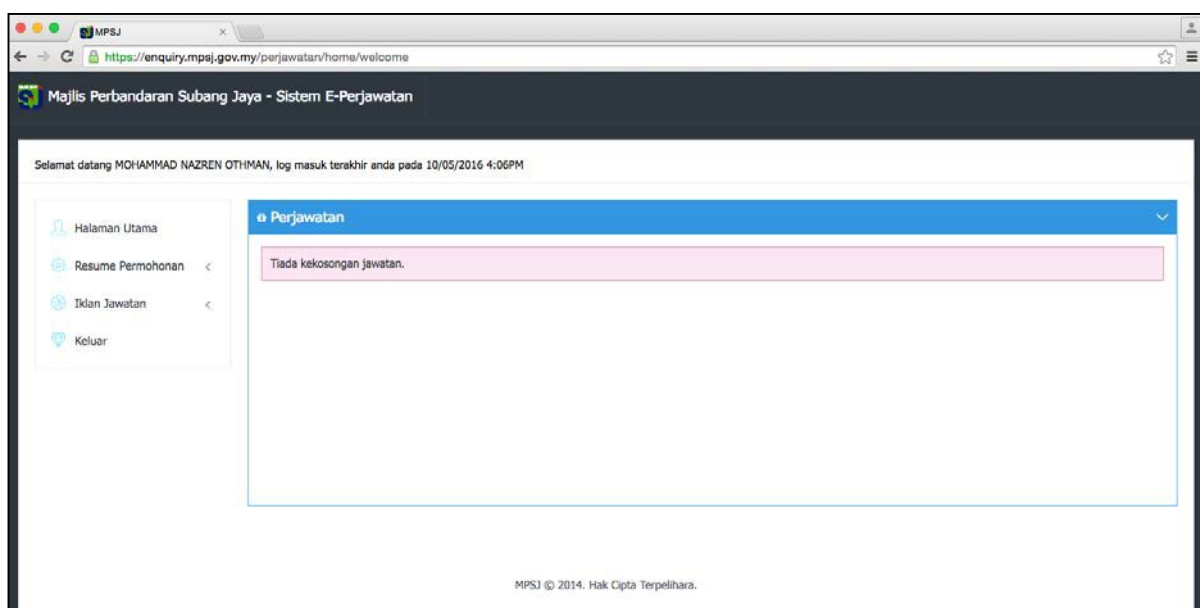 MPSJ
https://enquiry.mpsj.gov.my/perjawatan/home/welcome
Majlis Perbandaran Subang Jaya - Sistem E-Perjawatan
Selamat datang MOHAMMAD NAZREN OTHMAN, log masuk terakhir anda pada 10/05/2016 4:06PM
Halaman Utama
Resume Permohonan
Iklan Jawatan
Keluar
Perjawatan
Tiada kekosongan jawatan.
MPSJ © 2014. Hak Cipta Terpelihara.